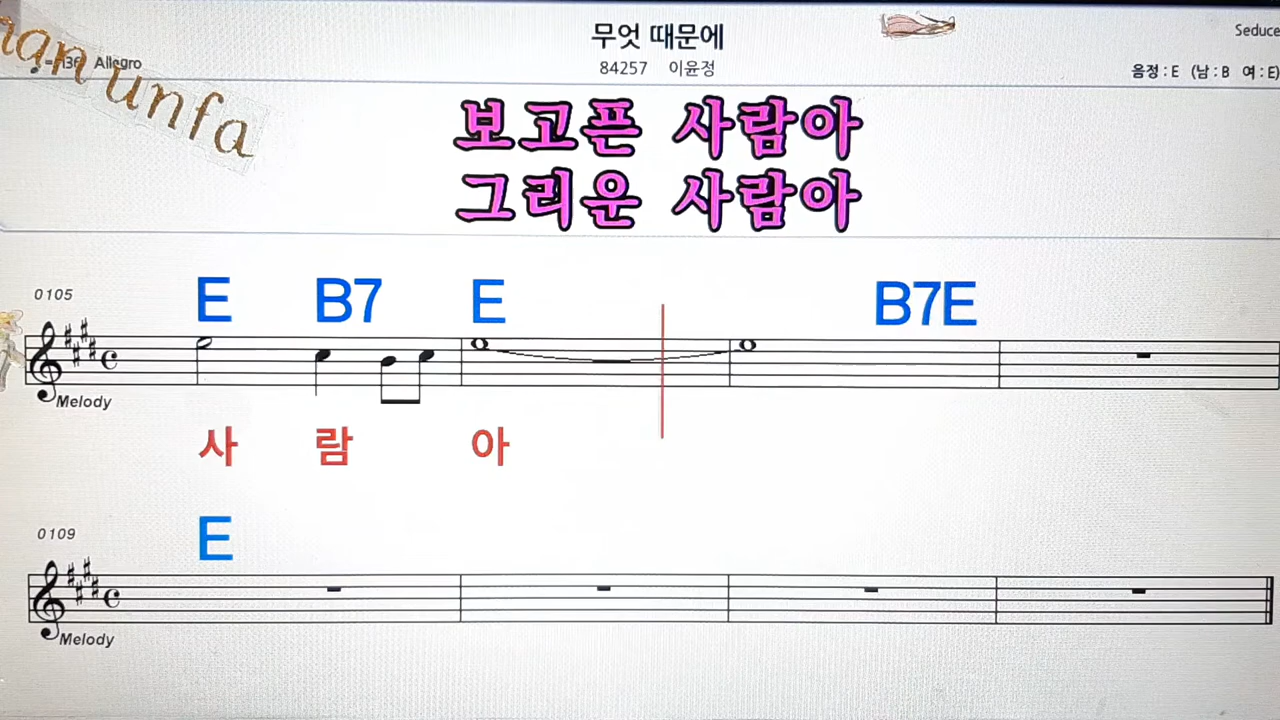 무엇 때문에
Seduce
Allegro
84257 이윤정
음정 : E (남 : B 여 : E)
unfa
보고픈 사람아
그리운 사람아
0105
E B7 E B7E
Melody
사 람 아
0109
E
Melody